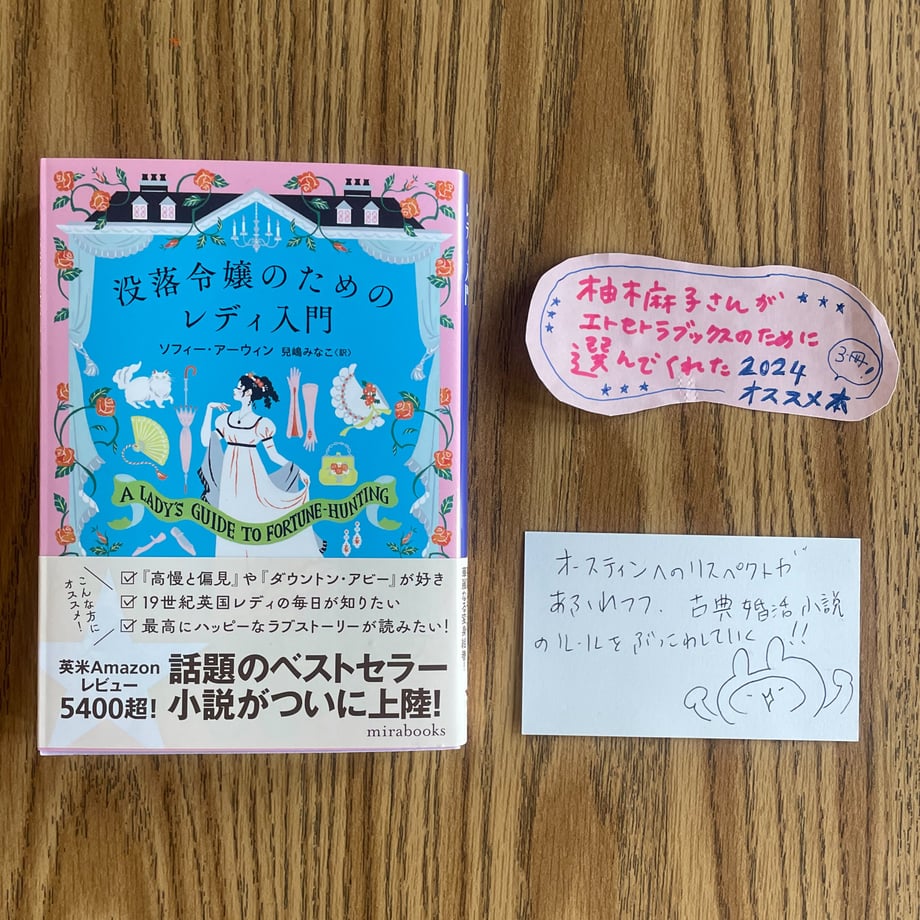 没落令嬢のための
レディ入門
ソフィー・アーウィン 兒嶋みなこ〈訳〉
A LADY'S GUIDE TO FORTUNE-HUNTING
こんな方に
オススメ!
☑『高慢と偏見』や『ダウントン・アビー』が好き
☑19世紀英国レディの毎日が知りたい
☑最高にハッピーなラブストーリーが読みたい!
英米Amazon
レビュー
5400超!
話題のベストセラー
小説がついに上陸!
mirabooks
柚木麻子さんが
エトセトラブックスのために
選んでくれた 2024
3冊!
オススメ本
オースティンへのリスペクトが
あふれつつ、古典婚活小説
のルールをぶっこわしていく!!